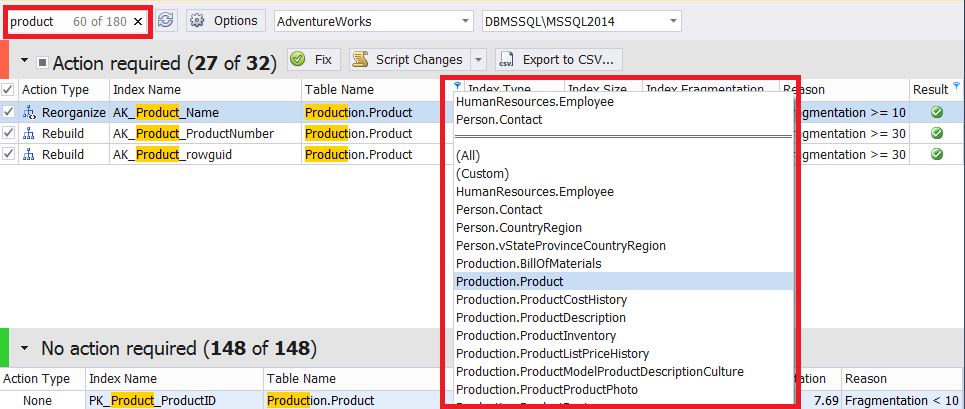 product 60 of 180 Options AdventureWorks DBMSSQL\MSSQL2014
Action required (27 of 32) Fix Script Changes Export to CSV...
Action Type Index Name Table Name Index Type Index Size Index Fragmentation Reason Result
Reorganize AK_Product_Name Production.Product ragmentation >= 10
Rebuild AK_Product_ProductNumber Production.Product ragmentation >= 30
Rebuild AK_Product_rowguid Production.Product ragmentation >= 30
HumanResources.Employee
Person.Contact
(All)
(Custom)
HumanResources.Employee
Person.Contact
Person.CountryRegion
Person.vStateProvinceCountryRegion
Production.BillOfMaterials
Production.Product
Production.ProductCostHistory
Production.ProductDescription
Production.ProductInventory
Production.ProductListPriceHistory
Production.ProductModelProductDescriptionCulture
Production.ProductProductPhoto
No action required (148 of 148)
Action Type Index Name Table Name tation Reason
None PK_Product_ProductID Production.Product 7.69 Fragmentation < 10